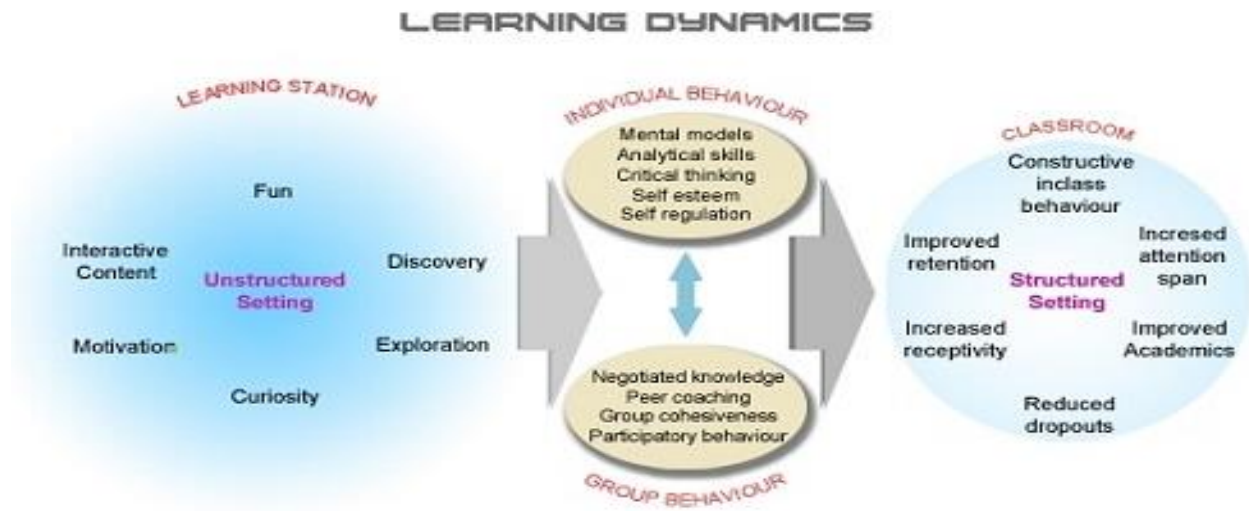 LEARNING DYNAMICS
LEARNING STATION
Fun
Interactive
Content
Discovery
Unstructured
Setting
Motivation
Exploration
Curiosity
INDIVIDUAL BEHAVIOUR
Mental models
Analytical skills
Critical thinking
Self esteem
Self regulation
Negotiated knowledge
Peer coaching
Group cohesiveness
Participatory behaviour
GROUP BEHAVIOUR
CLASSROOM
Constructive
inclass
behaviour
Improved
retention
Incresed
attention
span
Structured
Setting
Increased
receptivity
Improved
Academics
Reduced
dropouts